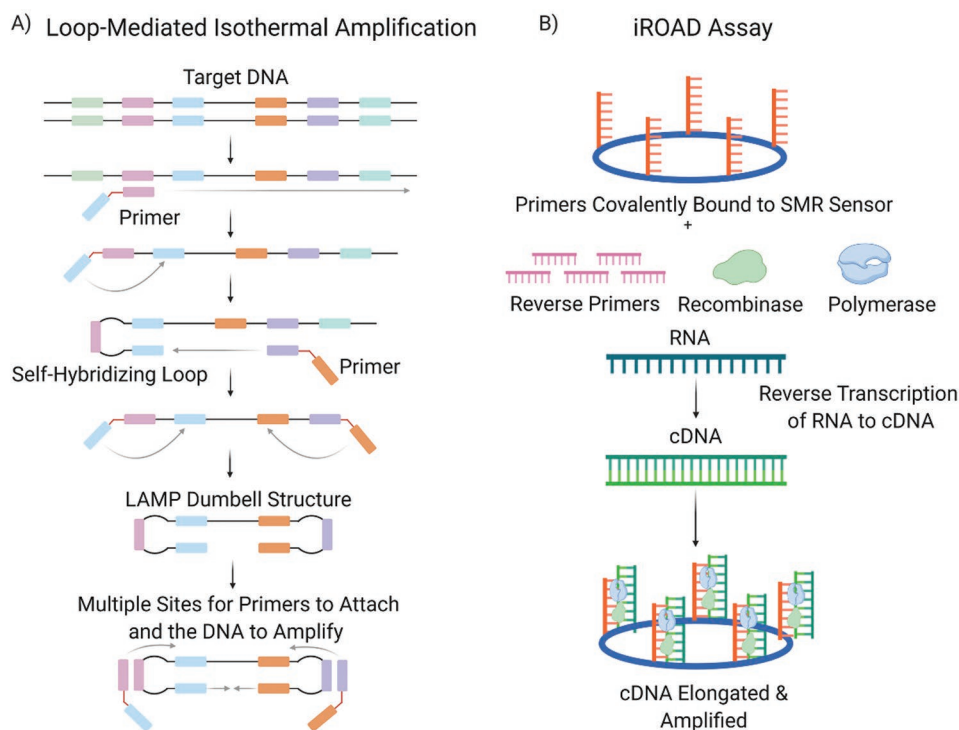 A) Loop-Mediated Isothermal Amplification
Target DNA
Primer
Self-Hybridizing Loop
Primer
LAMP Dumbell Structure
Multiple Sites for Primers to Attach
and the DNA to Amplify
B) iROAD Assay
Primers Covalently Bound to SMR Sensor
+
Reverse Primers
Recombinase
Polymerase
RNA
Reverse Transcription
of RNA to cDNA
cDNA
cDNA Elongated &
Amplified